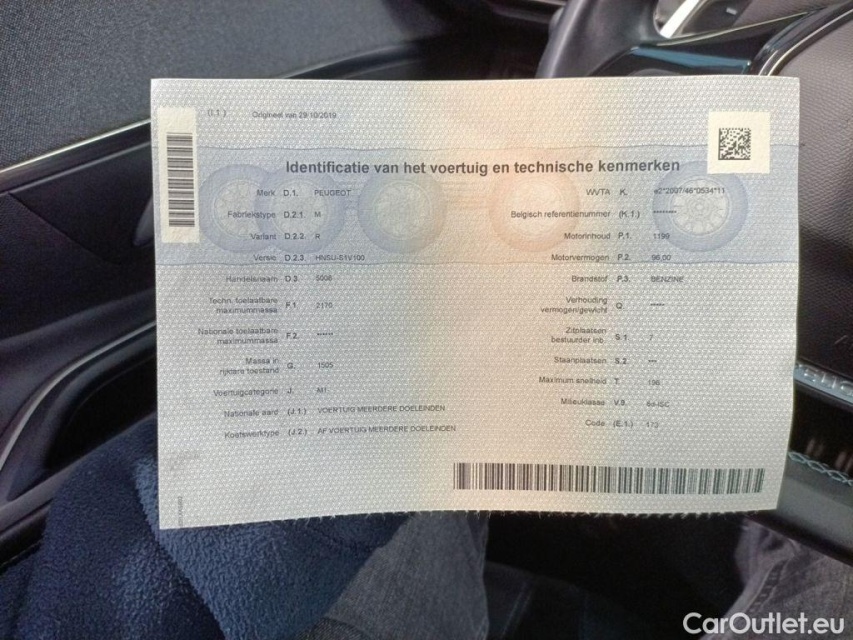 (I.1)
Origineel van 29/10/2019
Identificatie van het voertuig en technische kenmerken
Merk D.1. PEUGEOT
Fabriekstype D.2.1. M
Variant D.2.2. R
Versie D.2.3. HNSU-S1V100
Handelsnaam D.3. 5008
Techn. toelaatbare
maximummassa F.1. 2170
Nationale toelaatbare
maximummassa F.2. ------
Massa in
rijklare toestand G. 1505
Voertuigcategorie J. M1
Nationale aard (J.1.) VOERTUIG MEERDERE DOELEINDEN
Koetswerktype (J.2.) AF VOERTUIG MEERDERE DOELEINDEN
WVTA K. e2*2007/46*0534*11
Belgisch referentienummer (K.1.) --------
Motorinhoud P.1. 1199
Motorvermogen P.2. 96,00
Brandstof P.3. BENZINE
Verhouding
vermogen/gewicht Q. -----
Zitplaatsen
bestuurder inb. S.1. 7
Staanplaatsen S.2. ---
Maximum snelheid T. 198
Milieuklasse V.9. 6d-ISC
Code (E.1.) 173
CarOutlet.eu